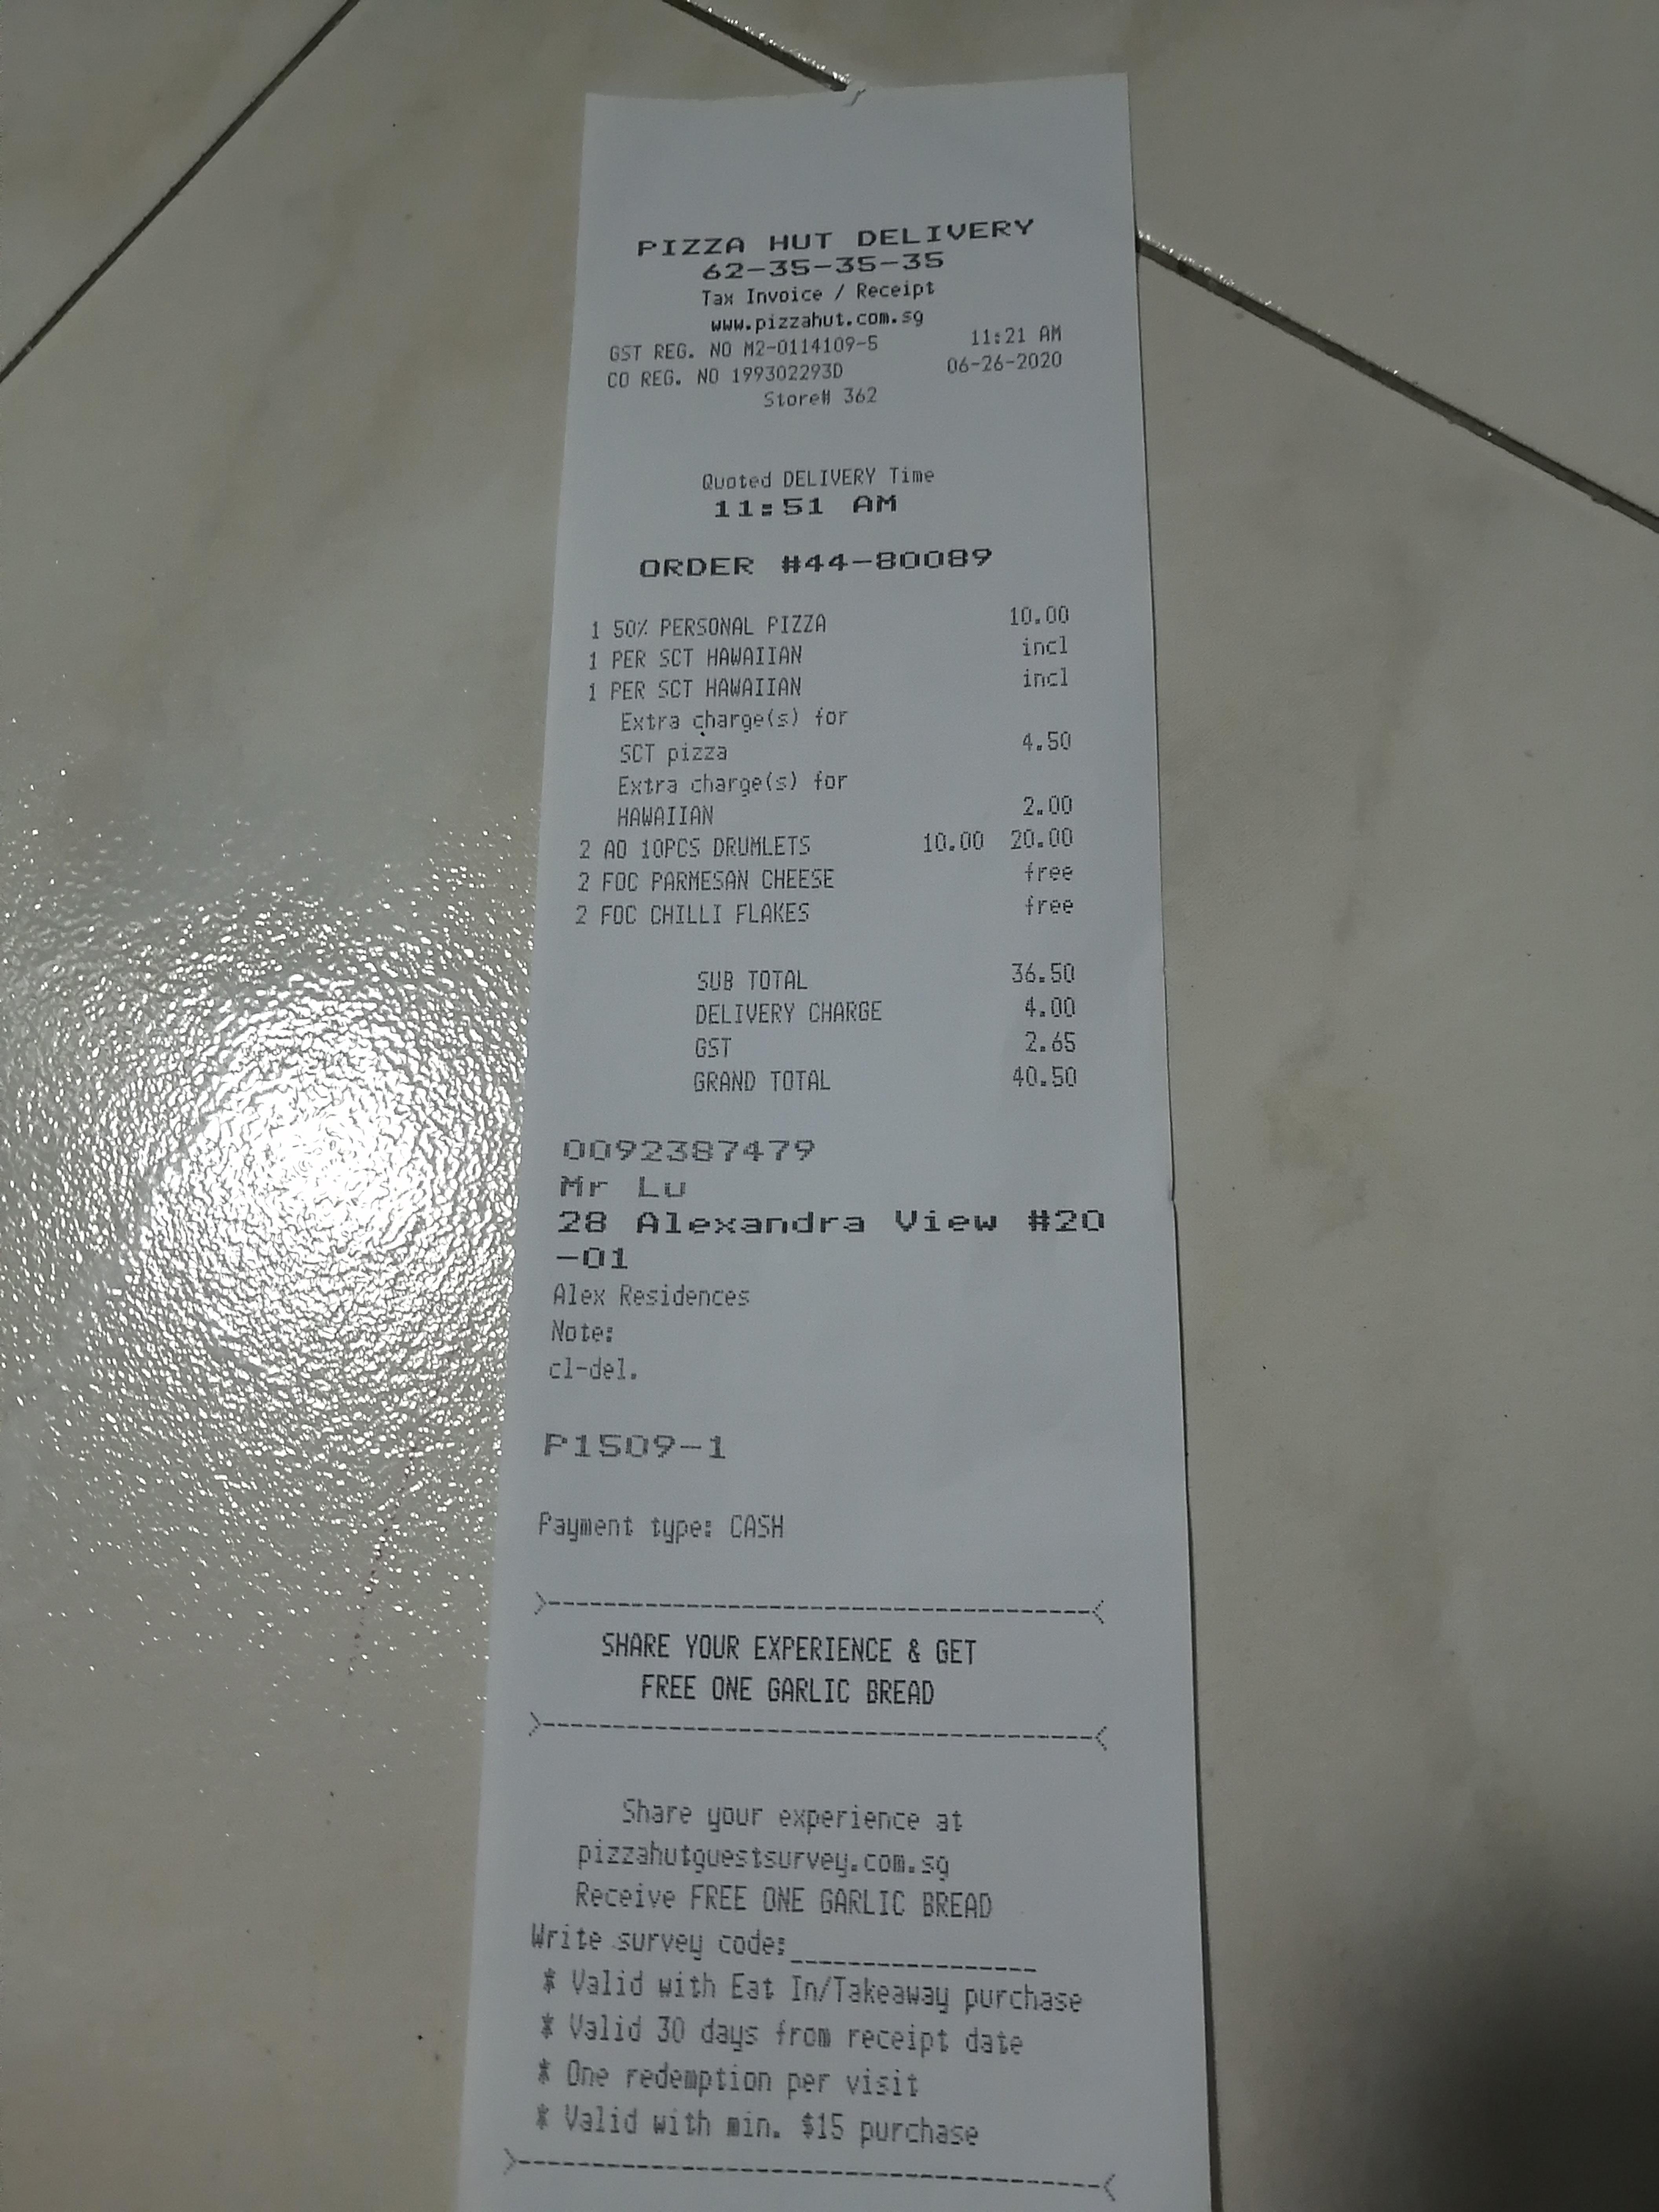 PIZZA HUT DELIVERY
62-35-35-35
Tax Invoice / Receipt
www.pizzahut.com.sg
GST REG. NO M2-0114109-5 11:21 AM
CO REG. NO 199302293D 06-26-2020
Store# 362
Quoted DELIVERY Time
11:51 AM
ORDER #44-80089
1 50% PERSONAL PIZZA 10.00
1 PER SCT HAWAIIAN incl
1 PER SCT HAWAIIAN incl
Extra charge(s) for
SCT pizza 4.50
Extra charge(s) for
HAWAIIAN 2.00
2 AO 10PCS DRUMLETS 10.00 20.00
2 FOC PARMESAN CHEESE free
2 FOC CHILLI FLAKES free
SUB TOTAL 36.50
DELIVERY CHARGE 4.00
GST 2.65
GRAND TOTAL 40.50
0092387479
Mr Lu
28 Alexandra View #20
-01
Alex Residences
Note:
cl-del.
P1509-1
Payment type: CASH
>---------------------------------------<
SHARE YOUR EXPERIENCE & GET
FREE ONE GARLIC BREAD
>---------------------------------------<
Share your experience at
pizzahutguestsurvey.com.sg
Receive FREE ONE GARLIC BREAD
Write survey code:________________
* Valid with Eat In/Takeaway purchase
* Valid 30 days from receipt date
* One redemption per visit
* Valid with min. $15 purchase
>---------------------------------------<